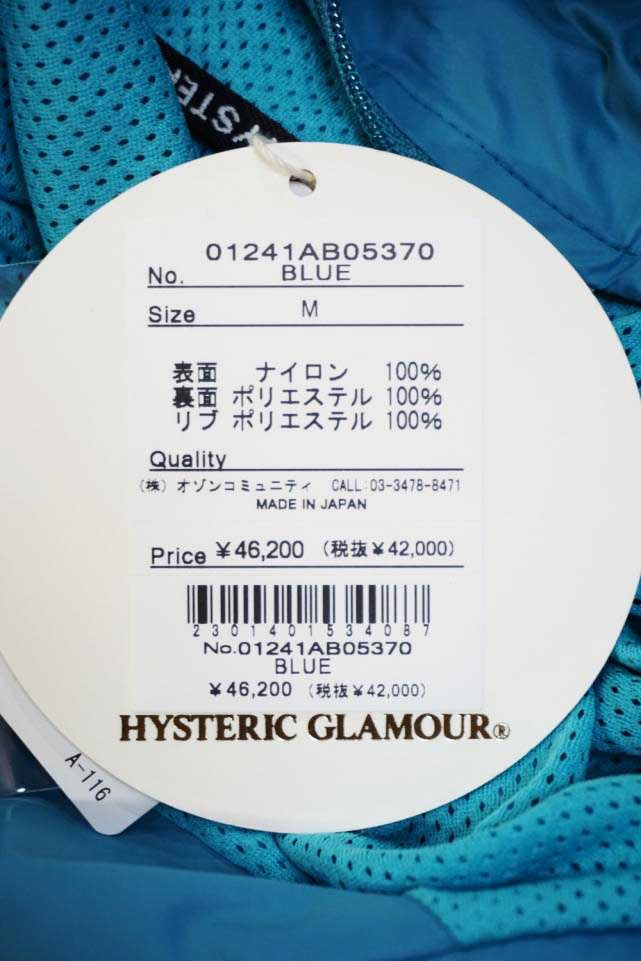 HYSTER
01241AB05370
No. BLUE
Size M
表面 ナイロン 100%
裏面 ポリエステル 100%
リブ ポリエステル 100%
Quality
(株) オゾンコミュニティ CALL:03-3478-8471
MADE IN JAPAN
Price ¥46,200 (税抜¥42,000)
2301401534087
No.01241AB05370
BLUE
¥46,200 (税抜¥42,000)
HYSTERIC GLAMOUR®
A-116